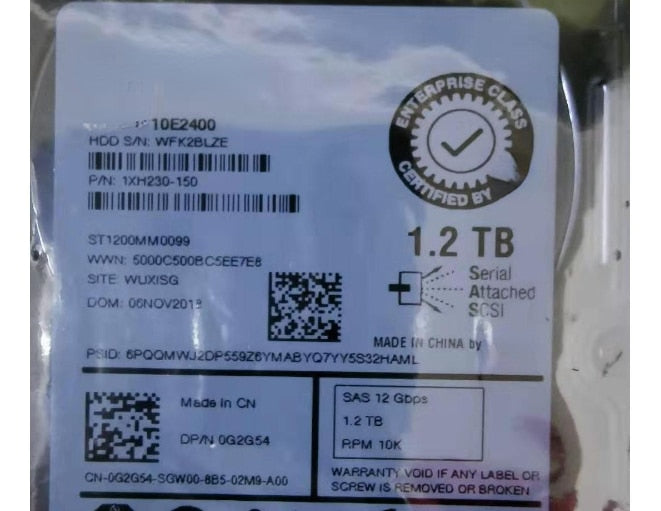 10E2400
HDD S/N: WFK2BLZE
P/N: 1XH230-150
ENTERPRISE CLASS
CERTIFIED BY
1.2 TB
ST1200MM0099
WWN: 5000C500BC5EE7E8
SITE: WUXISG
DOM: 06NOV2018
Serial
Attached
SCSI
MADE IN CHINA by
PSID: 6PQQMWJ2DP559Z6YMABYQ7YY5S32HAML
Made in CN
DP/N 0G2G54
CN-0G2G54-SGW00-8B5-02M9-A00
SAS 12 Gbps
1.2 TB
RPM 10K
WARRANTY VOID IF ANY LABEL OR
SCREW IS REMOVED OR BROKEN